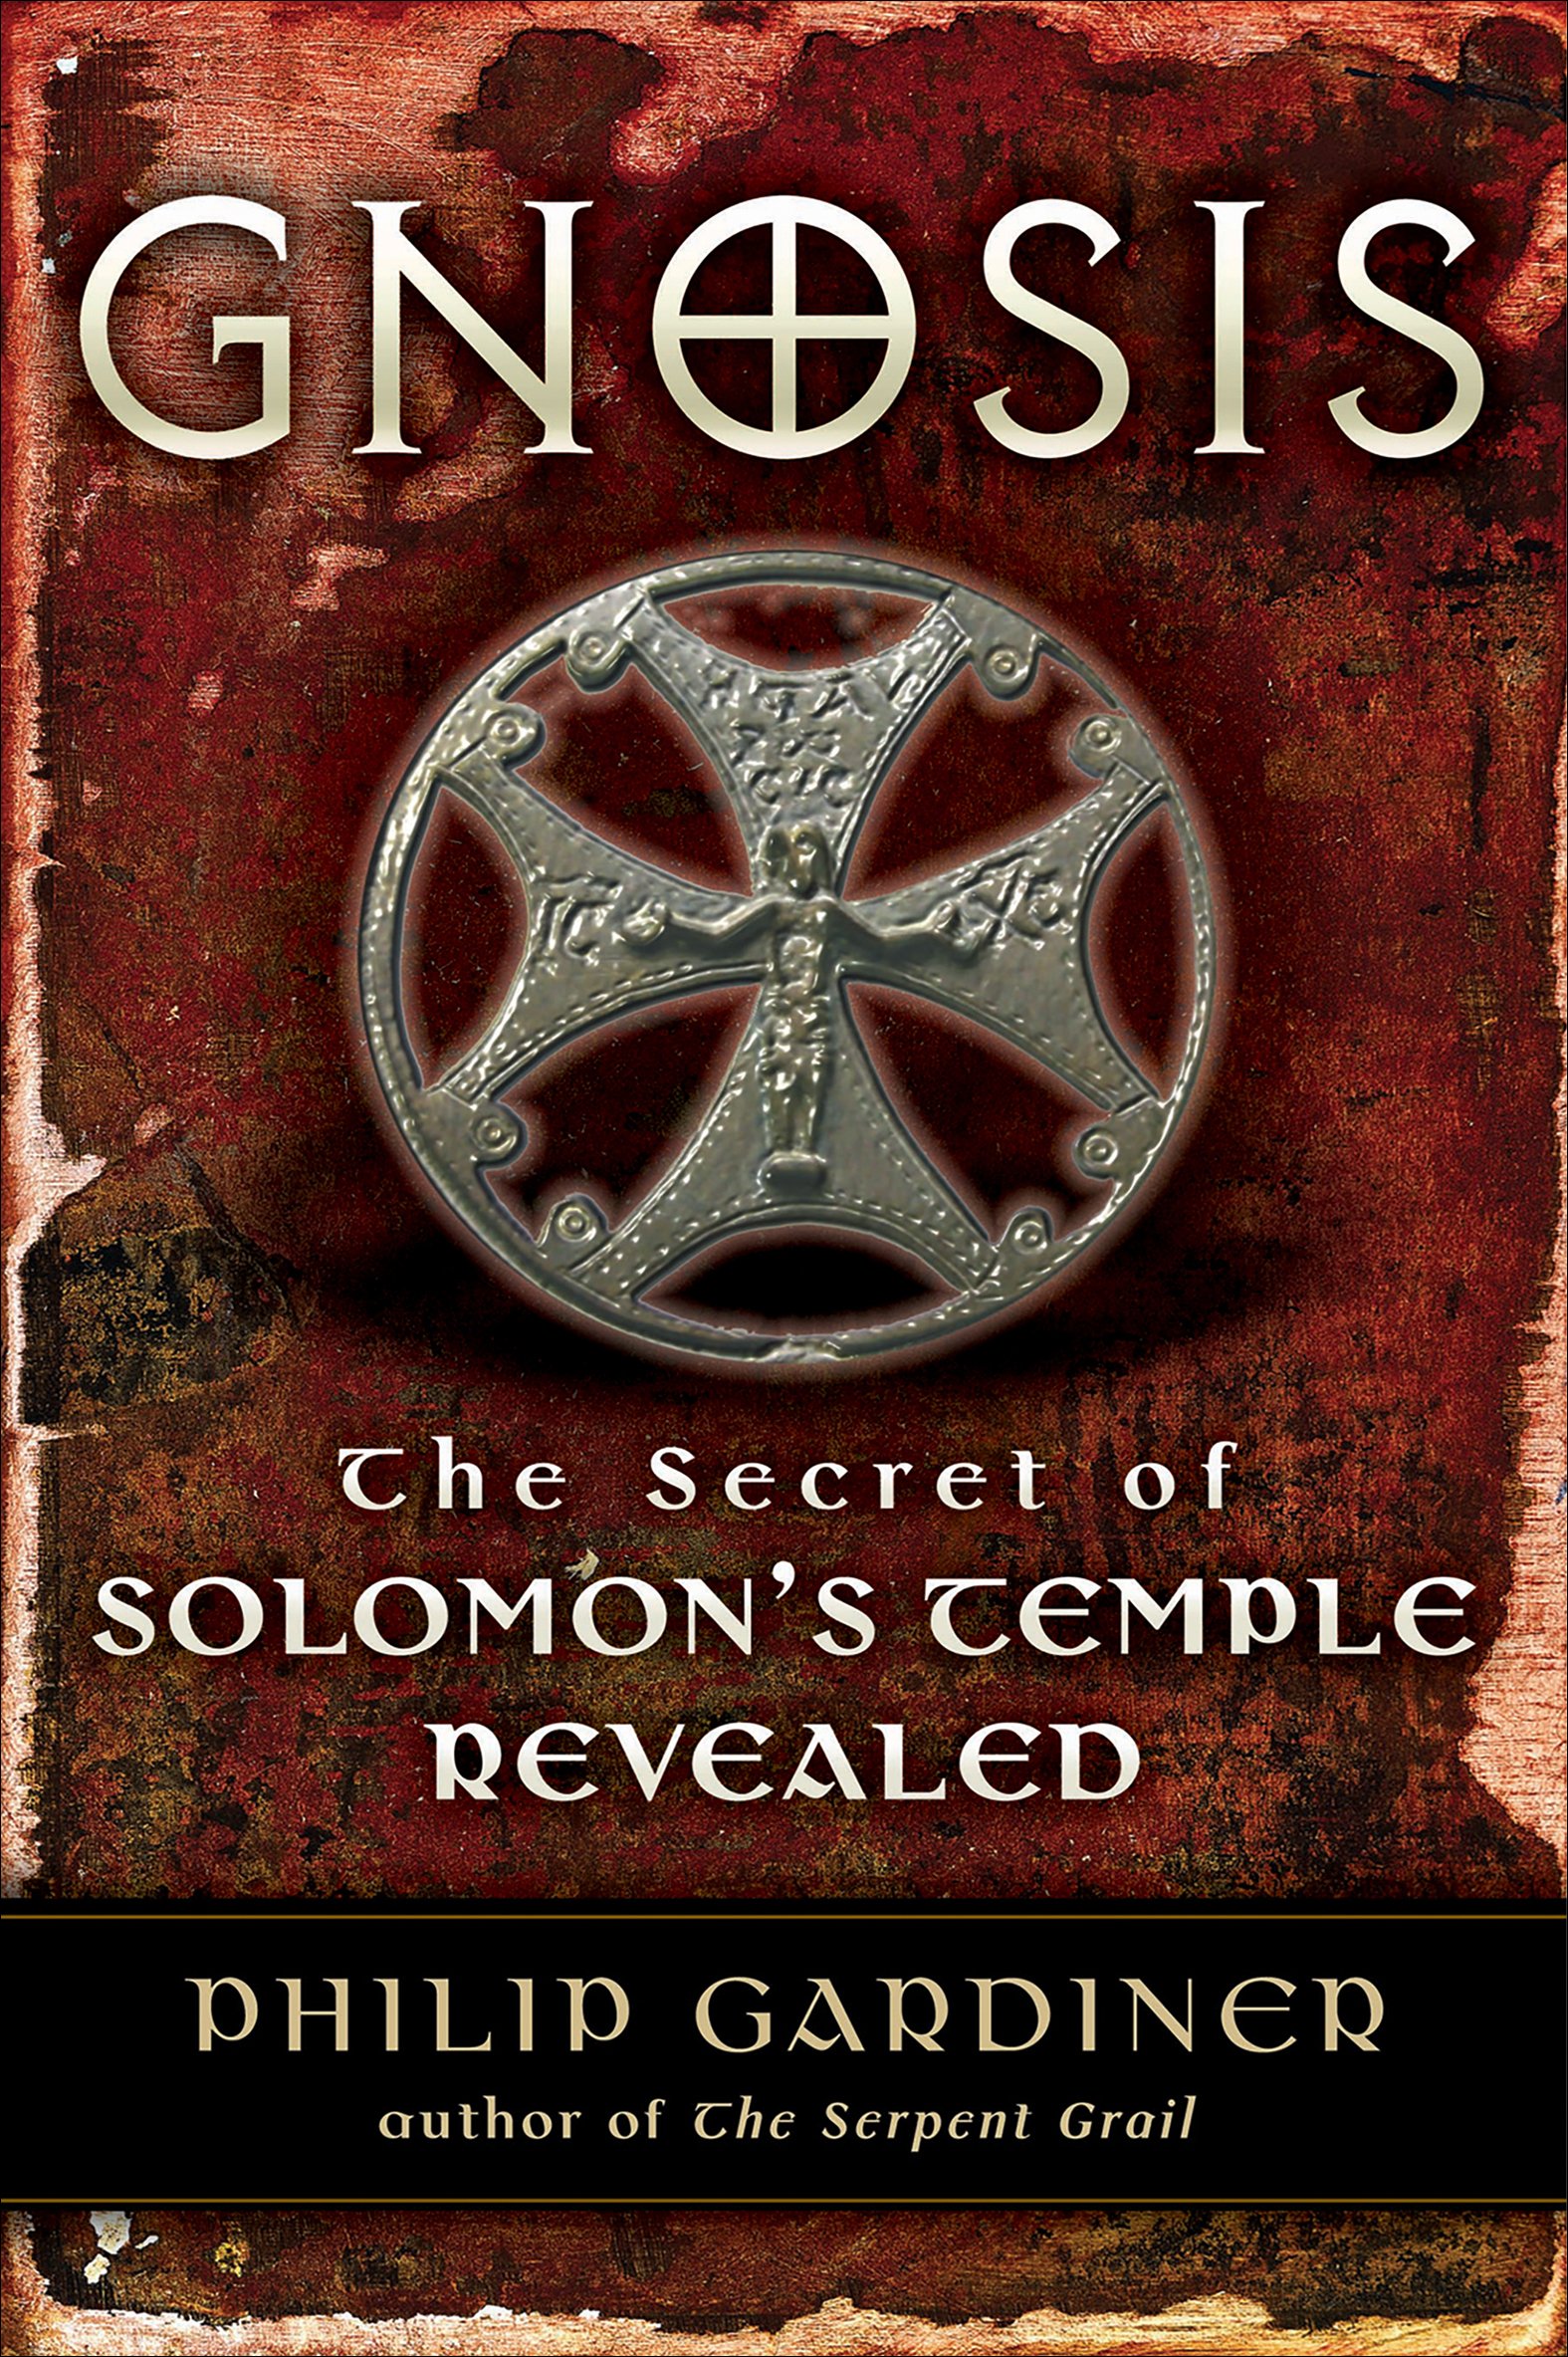 GNOSIS
The Secret of
SOLOMON'S TEMPLE
REVEALED
PHILIP GARDINER
author of The Serpent Grail